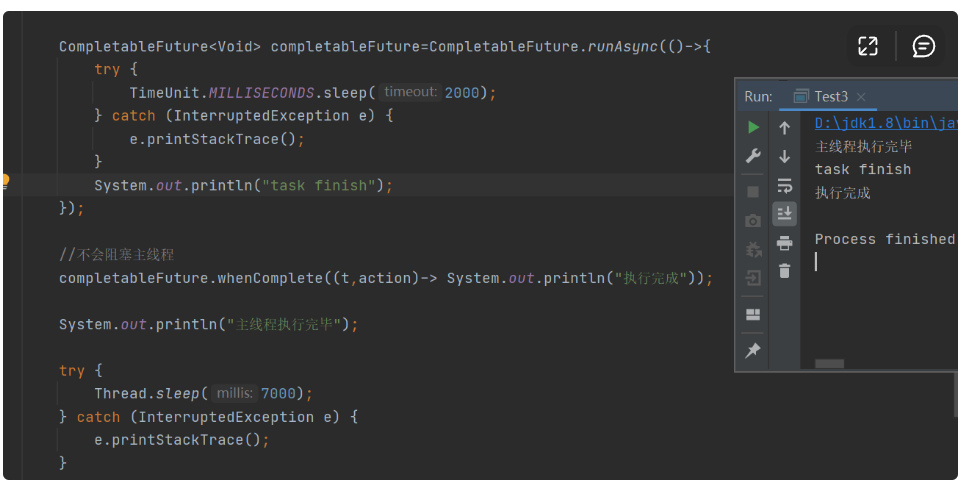 CompletableFuture<Void> completableFuture=CompletableFuture.runAsync(()->{
try {
TimeUnit.MILLISECONDS.sleep( timeout: 2000);
} catch (InterruptedException e) {
e.printStackTrace();
}
System.out.println("task finish");
});
//不会阻塞主线程
completableFuture.whenComplete((t,action)-> System.out.println("执行完成"));
System.out.println("主线程执行完毕");
try {
Thread.sleep( millis: 7000);
} catch (InterruptedException e) {
e.printStackTrace();
}
Run: Test3
D:\jdk1.8\bin\jav
主线程执行完毕
task finish
执行完成
Process finished